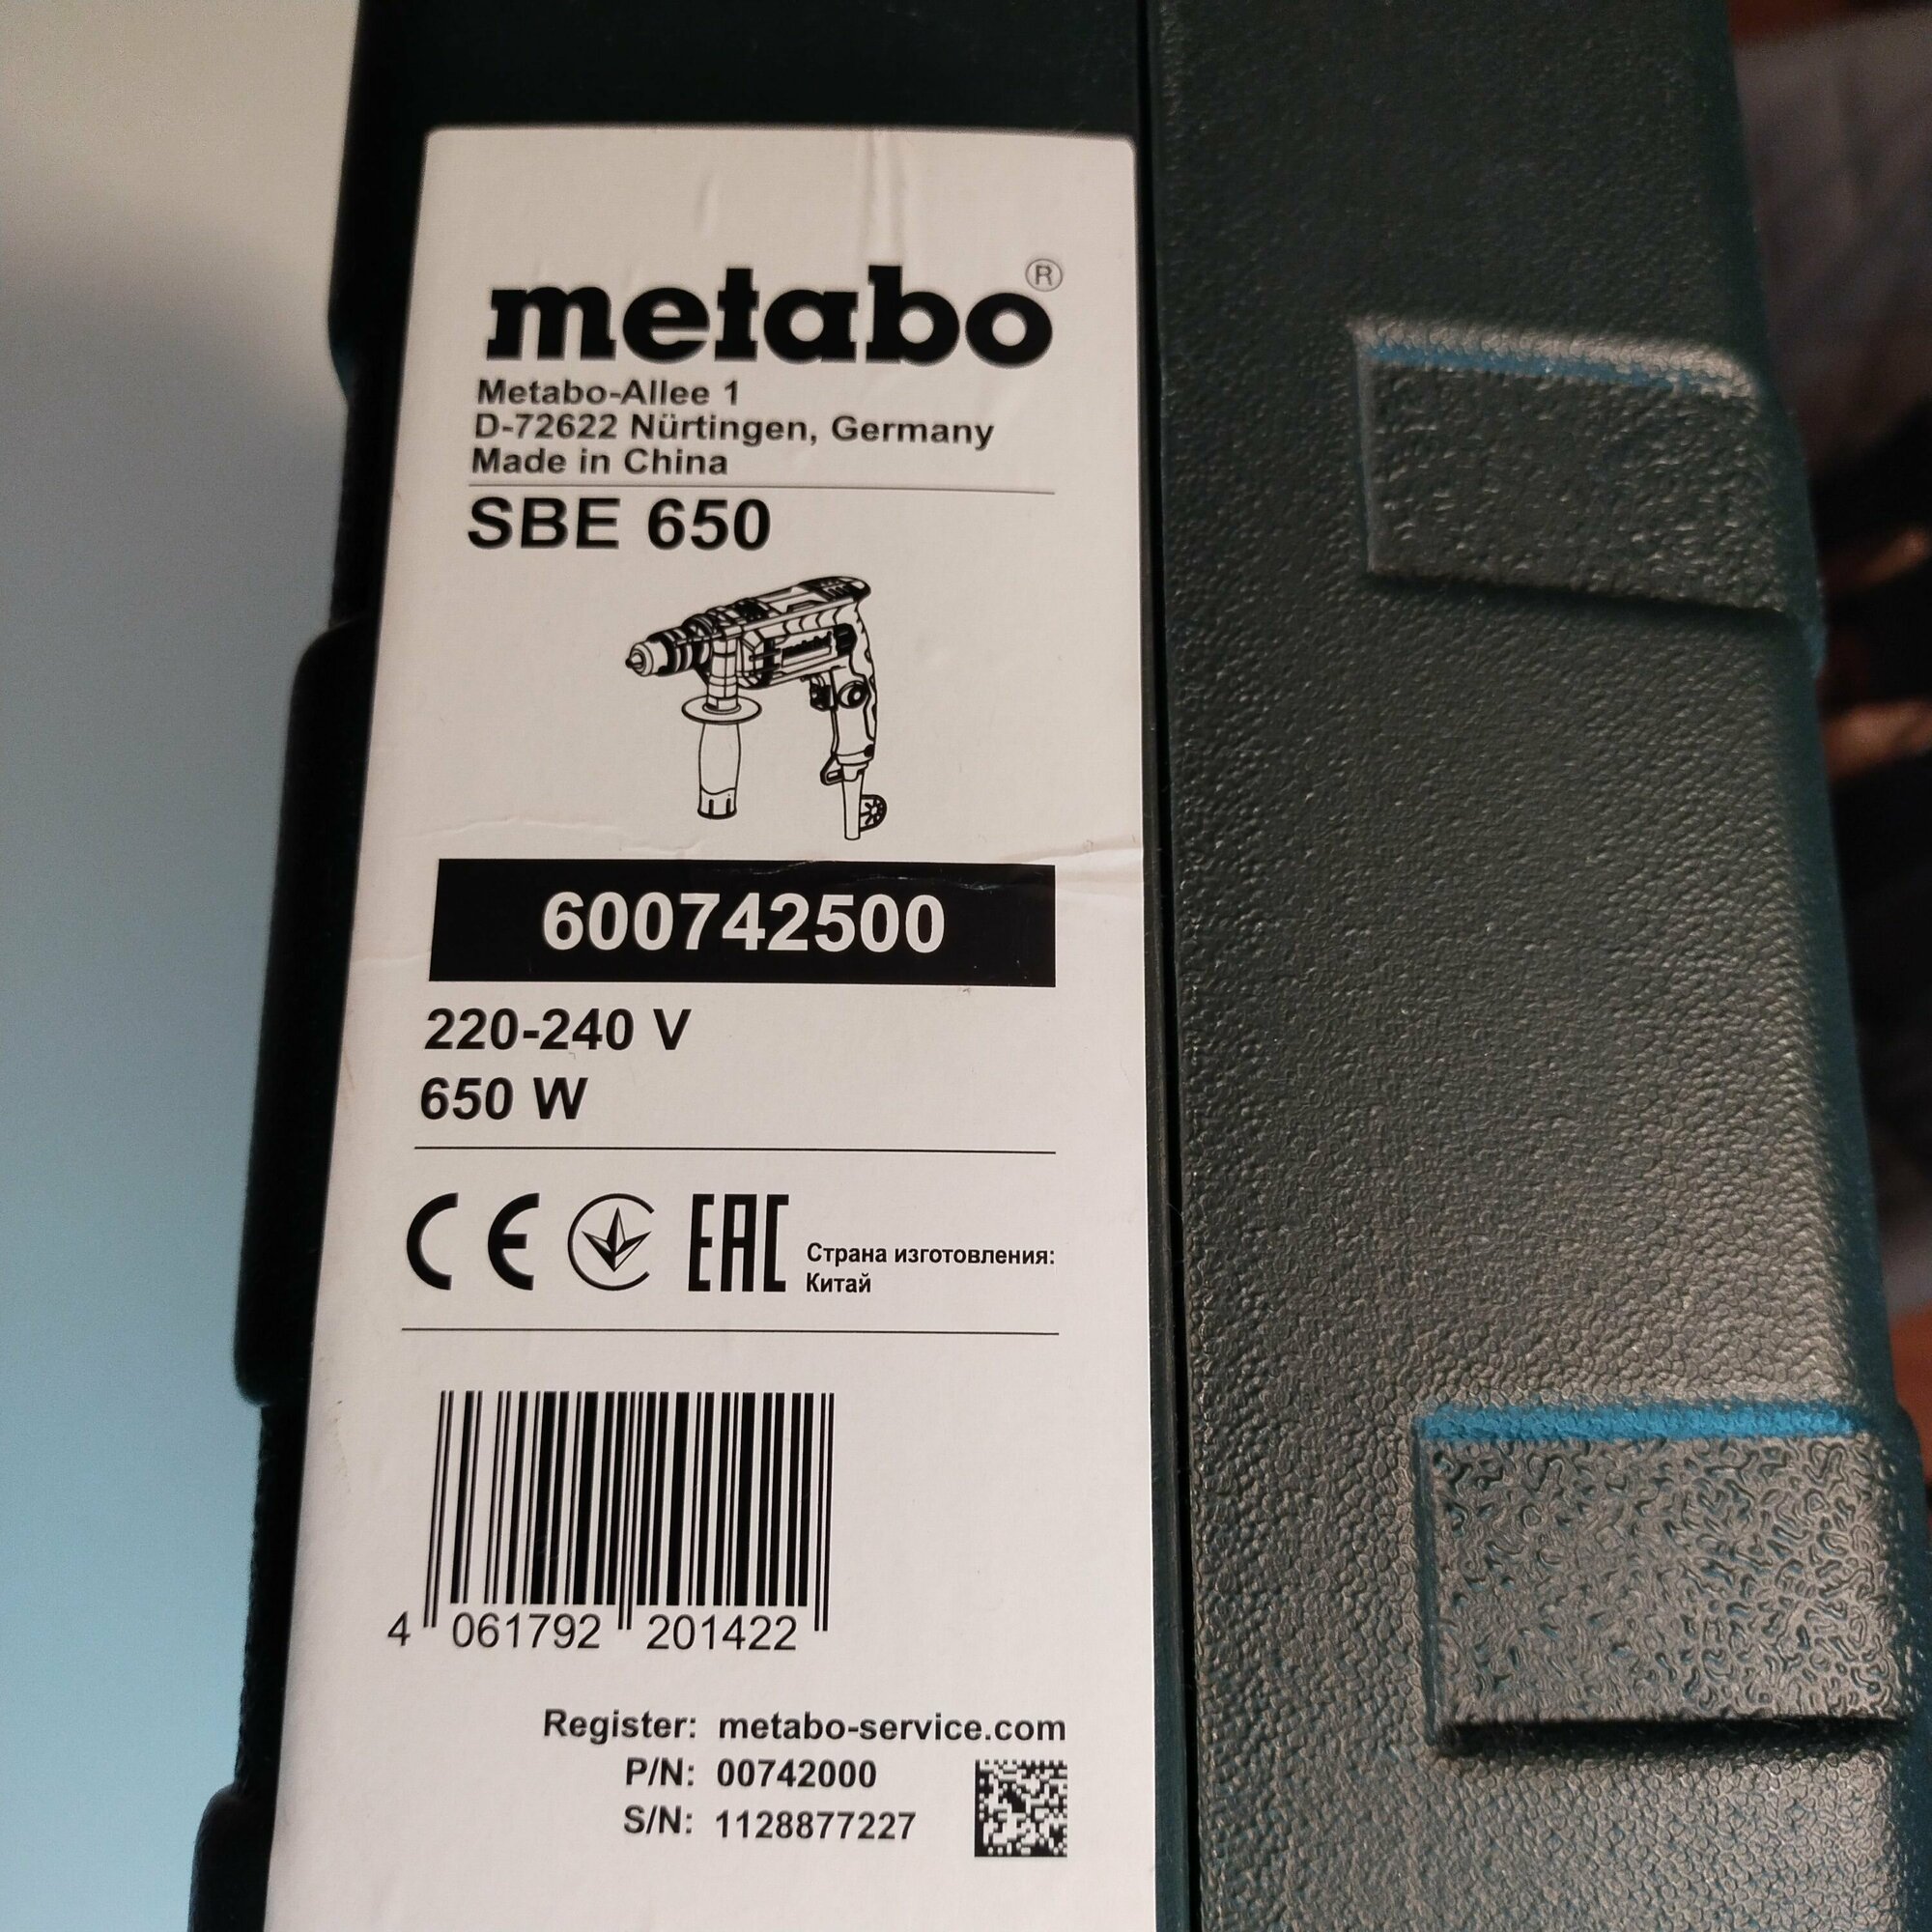 metabo®
Metabo-Allee 1
D-72622 Nürtingen, Germany
Made in China
SBE 650
metabo
600742500
220-240 V
650 W
CE EAC Страна изготовления:
Китай
4 061792 201422
Register: metabo-service.com
P/N: 00742000
S/N: 1128877227